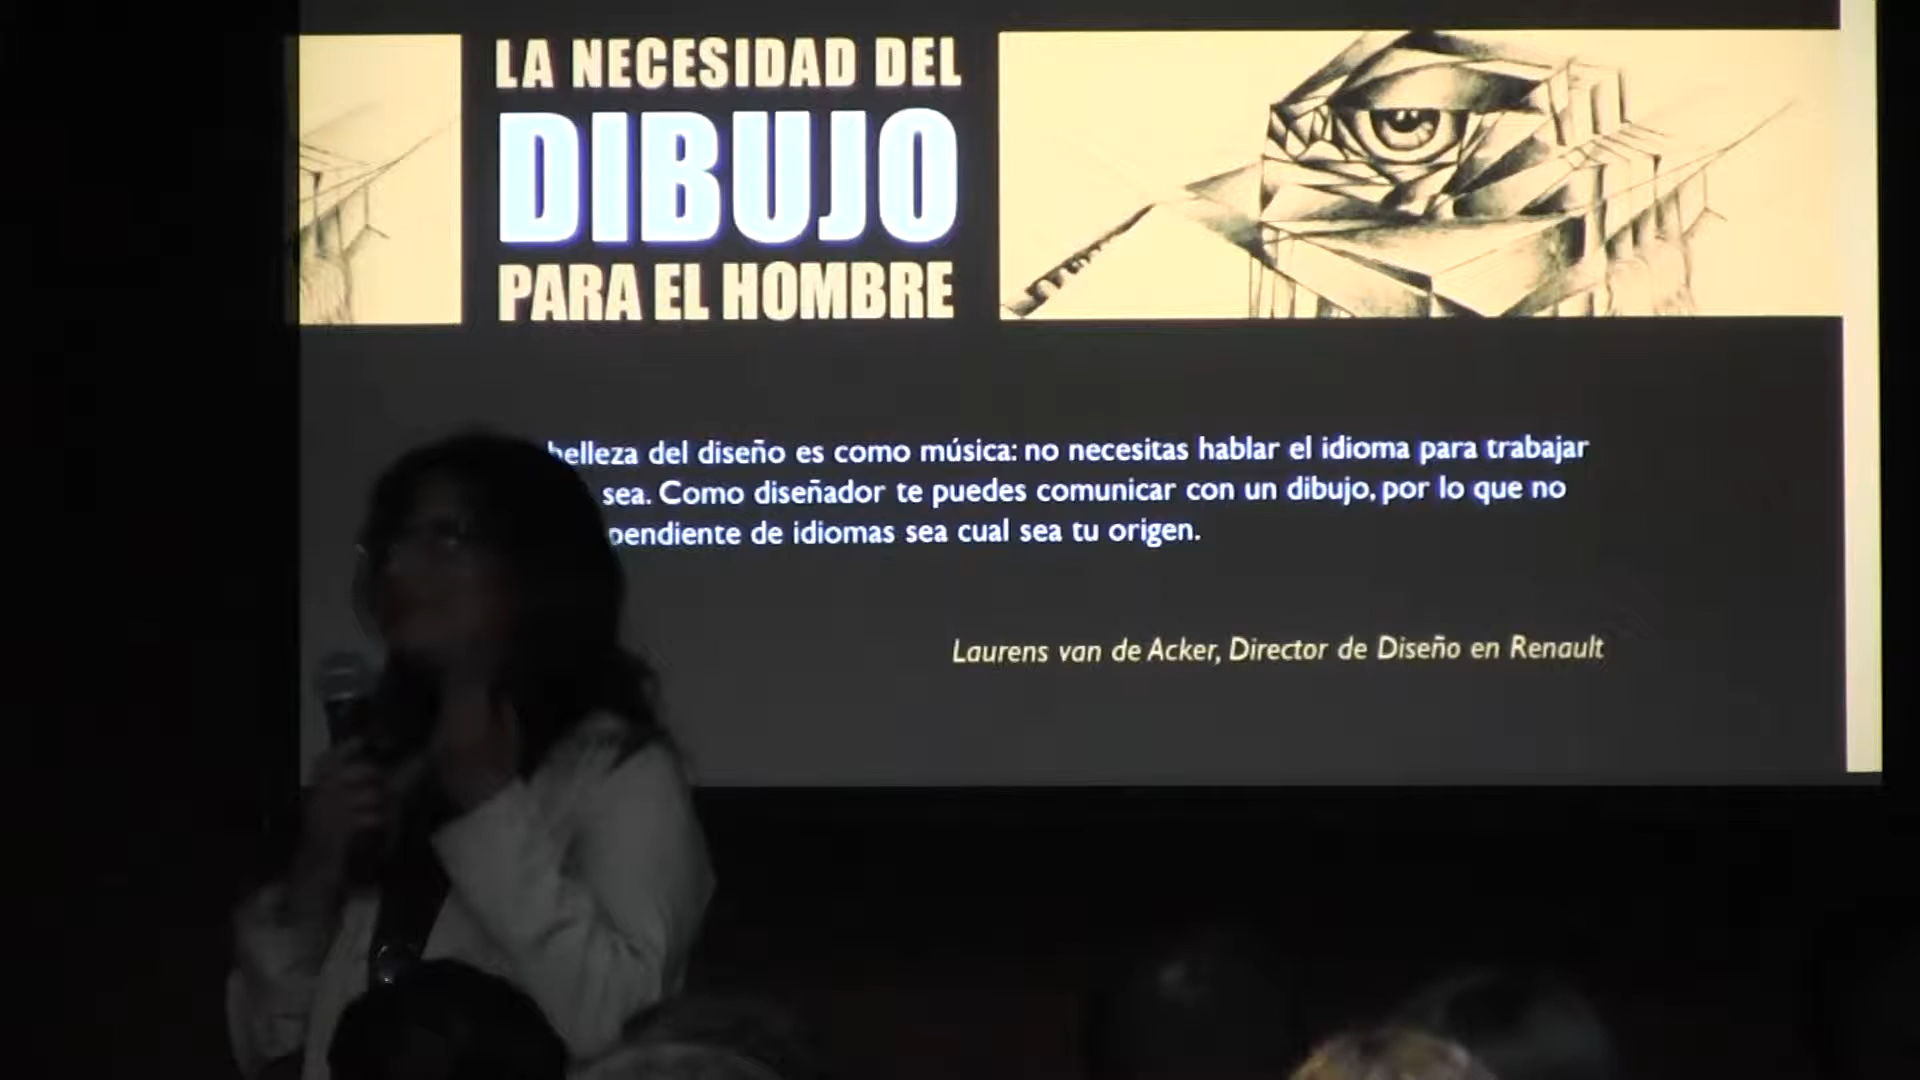 LA NECESIDAD DEL
DIBUJO
PARA EL HOMBRE
belleza del diseño es como música: no necesitas hablar el idioma para trabajar
sea. Como diseñador te puedes comunicar con un dibujo, por lo que no
de idiomas sea cual sea tu origen.
Laurens van de Acker, Director de Diseño en Renault